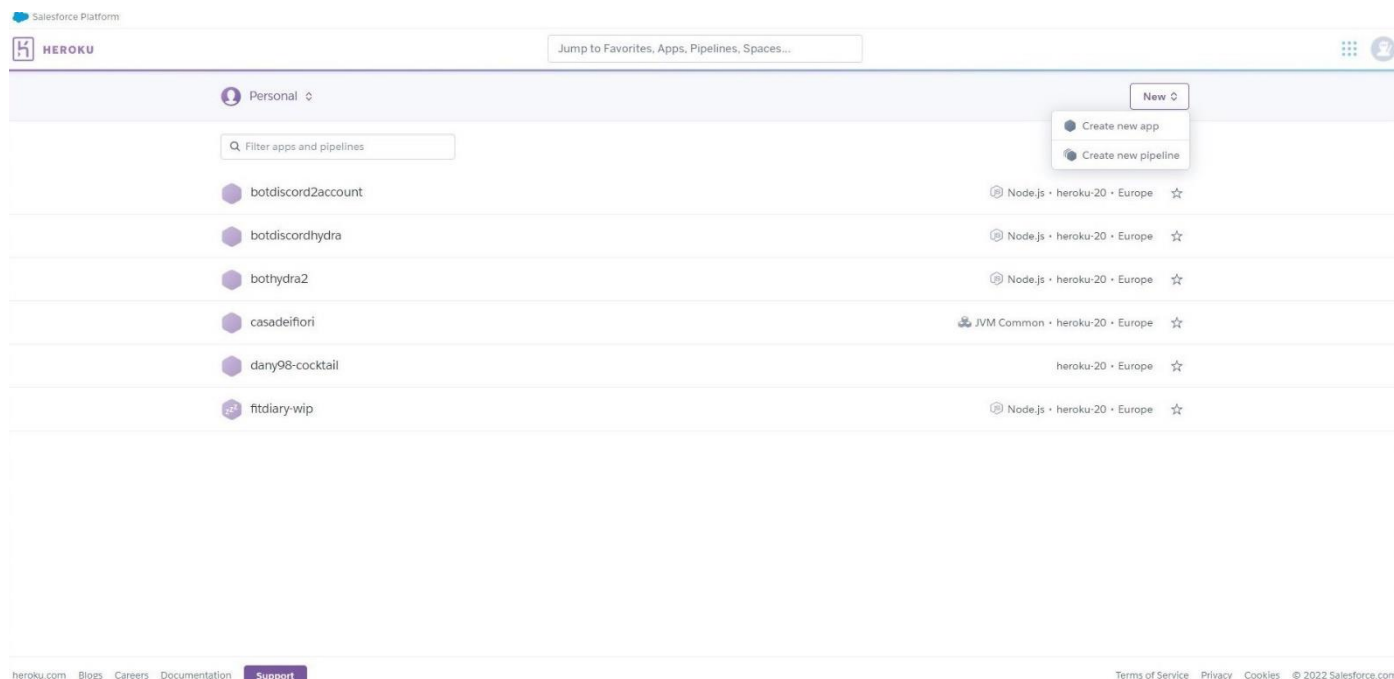 Salesforce Platform
HEROKU
Jump to Favorites, Apps, Pipelines, Spaces...
Personal
New
Create new app
Create new pipeline
Filter apps and pipelines
botdiscord2account
Node.js • heroku-20 • Europe
botdiscordhydra
Node.js • heroku-20 • Europe
bothydra2
Node.js • heroku-20 • Europe
casadeifiori
JVM Common • heroku-20 • Europe
dany98-cocktail
heroku-20 • Europe
fitdiary-wip
Node.js • heroku-20 • Europe
heroku.com Blogs Careers Documentation Support
Terms of Service Privacy Cookies © 2022 Salesforce.com